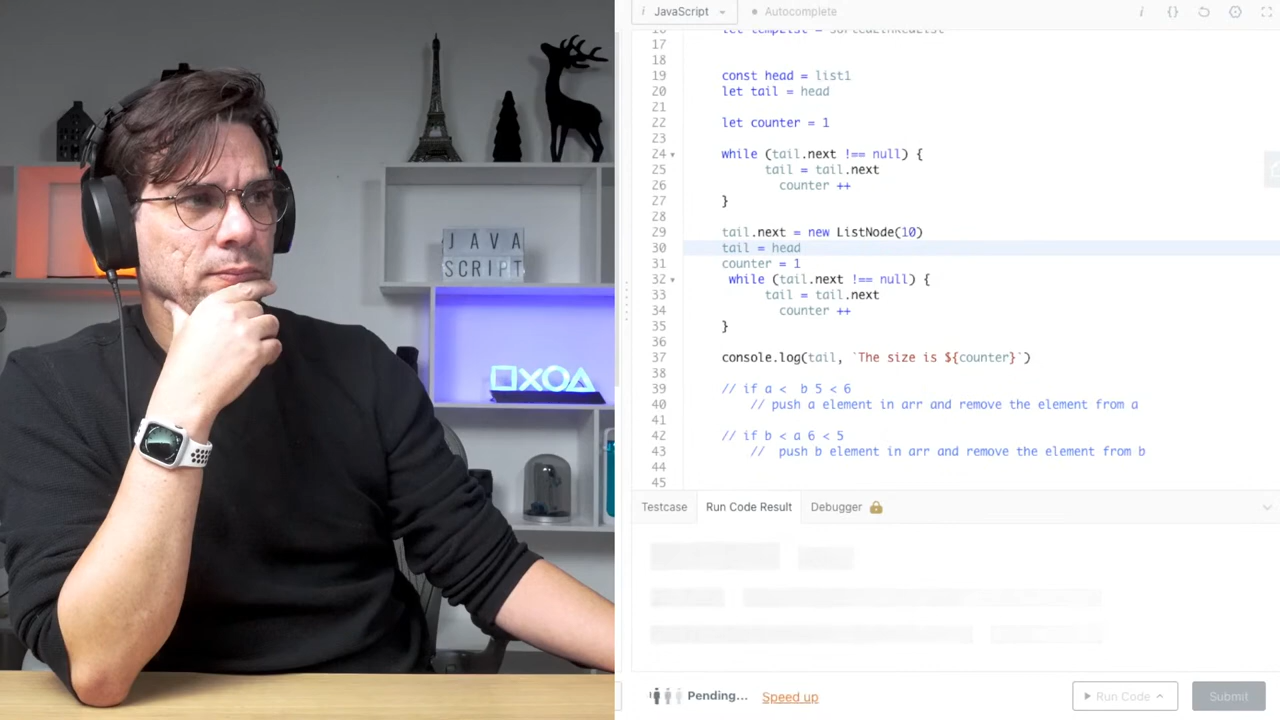 JAVA
SCRIPT
i JavaScript
Autocomplete
i {}
16 let tempList = sortedLinkedList
17
18
19 const head = list1
20 let tail = head
21
22 let counter = 1
23
24 while (tail.next !== null) {
25 tail = tail.next
26 counter ++
27 }
28
29 tail.next = new ListNode(10)
30 tail = head
31 counter = 1
32 while (tail.next !== null) {
33 tail = tail.next
34 counter ++
35 }
36
37 console.log(tail, `The size is ${counter}`)
38
39 // if a < b 5 < 6
40 // push a element in arr and remove the element from a
41
42 // if b < a 6 < 5
43 // push b element in arr and remove the element from b
44
45
Testcase Run Code Result Debugger
Pending... Speed up
Run Code Submit